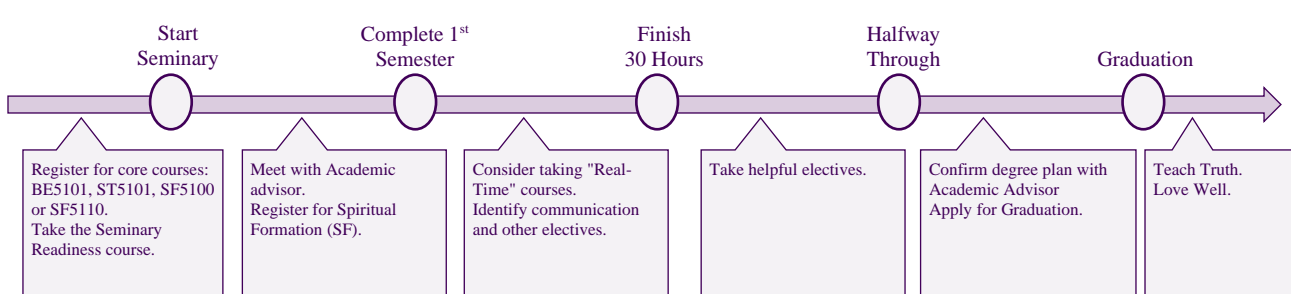 Start
Seminary
Complete 1st
Semester
Finish
30 Hours
Halfway
Through
Graduation
Register for core courses:
BE5101, ST5101, SF5100
or SF5110.
Take the Seminary
Readiness course.
Meet with Academic
advisor.
Register for Spiritual
Formation (SF).
Consider taking "Real-
Time" courses.
Identify communication
and other electives.
Take helpful electives.
Confirm degree plan with
Academic Advisor
Apply for Graduation.
Teach Truth.
Love Well.